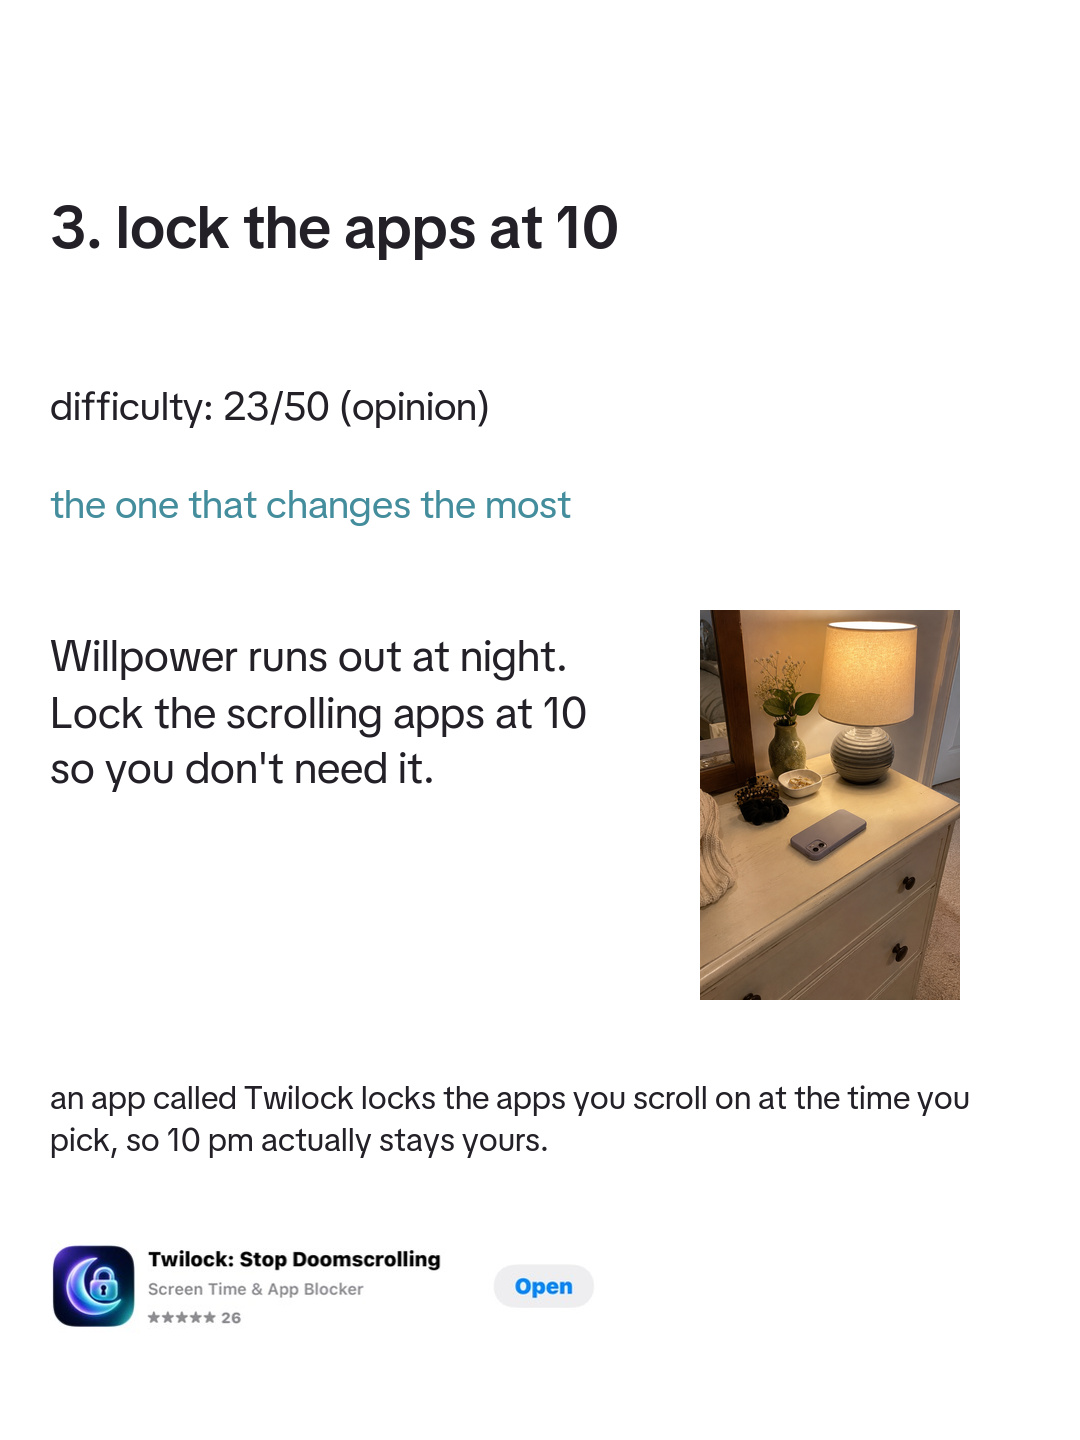 3. lock the apps at 10
difficulty: 23/50 (opinion)
the one that changes the most
Willpower runs out at night.
Lock the scrolling apps at 10
so you don't need it.
an app called Twilock locks the apps you scroll on at the time you
pick, so 10 pm actually stays yours.
Twilock: Stop Doomscrolling
Screen Time & App Blocker
★★★★★ 26
Open